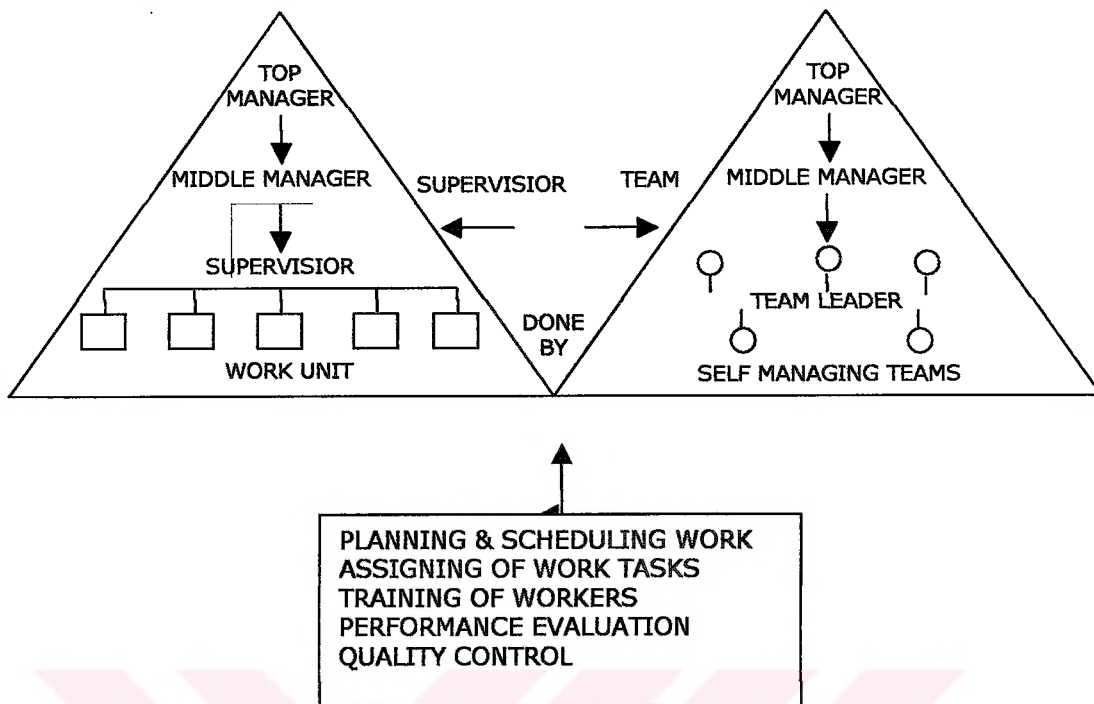 TOP
MANAGER
MIDDLE MANAGER
SUPERVISIOR
WORK UNIT
SUPERVISIOR
TEAM
DONE
BY
TOP
MANAGER
MIDDLE MANAGER
TEAM LEADER
SELF MANAGING TEAMS
PLANNING & SCHEDULING WORK
ASSIGNING OF WORK TASKS
TRAINING OF WORKERS
PERFORMANCE EVALUATION
QUALITY CONTROL